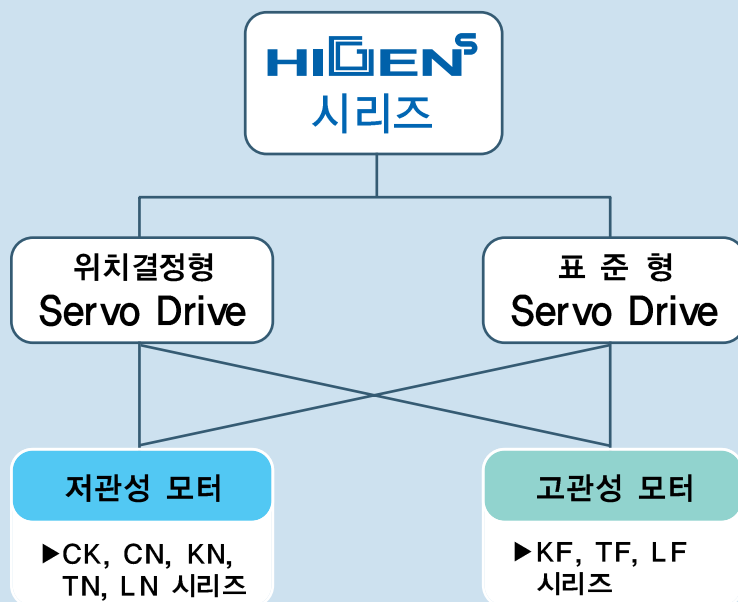 HIGENS
시리즈
위치결정형
Servo Drive
표 준 형
Servo Drive
저관성 모터
▶CK, CN, KN,
TN, LN 시리즈
고관성 모터
▶KF, TF, LF
시리즈